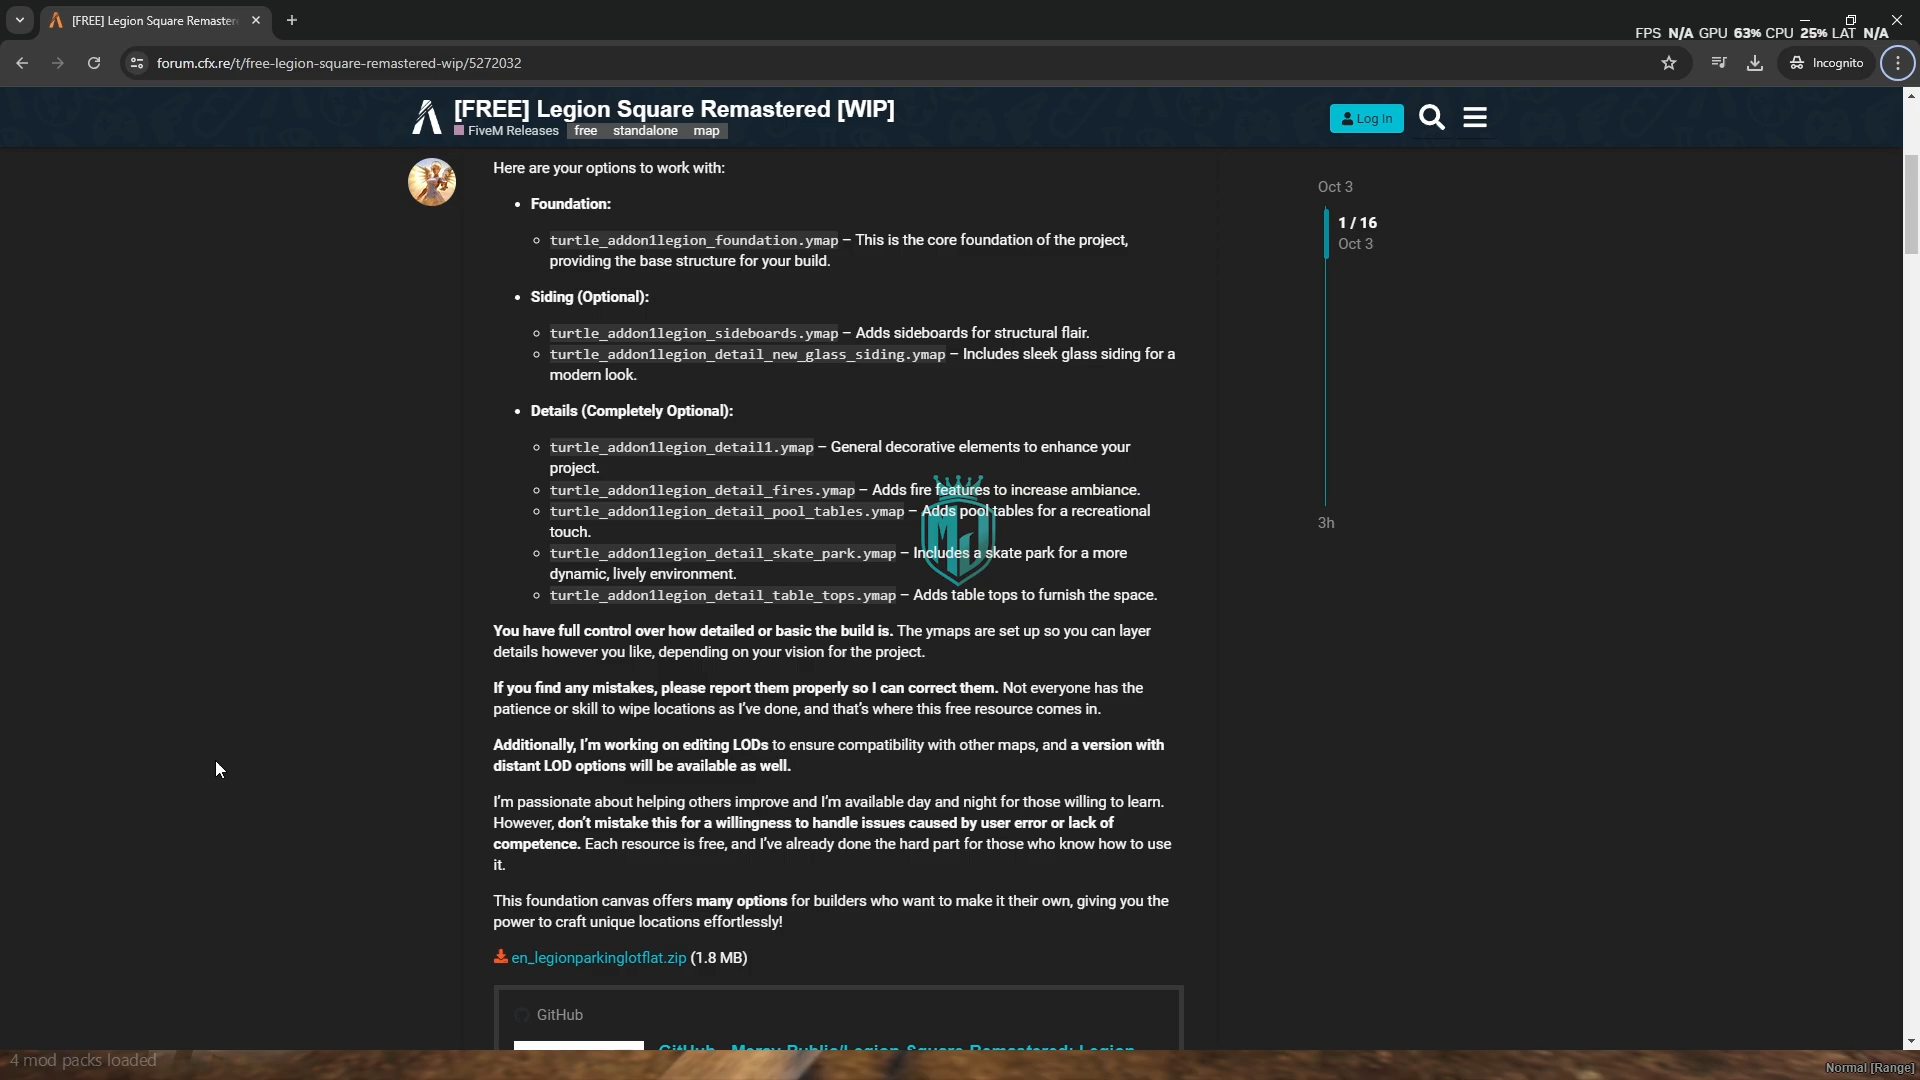 [FREE] Legion Square Remaster
FPS N/A GPU 63% CPU 25% LAT N/A
forum.cfx.re/t/free-legion-square-remastered-wip/5272032
Incognito
[FREE] Legion Square Remastered [WIP]
FiveM Releases free standalone map
Log In
Here are your options to work with:
Oct 3
1 / 16
Oct 3
3h
• Foundation:
turtle_addon1legion_foundation.ymap – This is the core foundation of the project,
providing the base structure for your build.
• Siding (Optional):
turtle_addon1legion_sideboards.ymap – Adds sideboards for structural flair.
turtle_addon1legion_detail_new_glass_siding.ymap – Includes sleek glass siding for a
modern look.
• Details (Completely Optional):
turtle_addon1legion_detail1.ymap – General decorative elements to enhance your
project.
turtle_addon1legion_detail_fires.ymap – Adds fire features to increase ambiance.
turtle_addon1legion_detail_pool_tables.ymap – Adds pool tables for a recreational
touch.
turtle_addon1legion_detail_skate_park.ymap – Includes a skate park for a more
dynamic, lively environment.
turtle_addon1legion_detail_table_tops.ymap – Adds table tops to furnish the space.
MJ
You have full control over how detailed or basic the build is. The ymaps are set up so you can layer
details however you like, depending on your vision for the project.
If you find any mistakes, please report them properly so I can correct them. Not everyone has the
patience or skill to wipe locations as I've done, and that's where this free resource comes in.
Additionally, I'm working on editing LODs to ensure compatibility with other maps, and a version with
distant LOD options will be available as well.
I'm passionate about helping others improve and I'm available day and night for those willing to learn.
However, don't mistake this for a willingness to handle issues caused by user error or lack of
competence. Each resource is free, and I've already done the hard part for those who know how to use
it.
This foundation canvas offers many options for builders who want to make it their own, giving you the
power to craft unique locations effortlessly!
en_legionparkinglotflat.zip (1.8 MB)
GitHub
GitHub - Mercy-Public/Legion-Square-Remastered: Legion
4 mod packs loaded
Normal [Range]